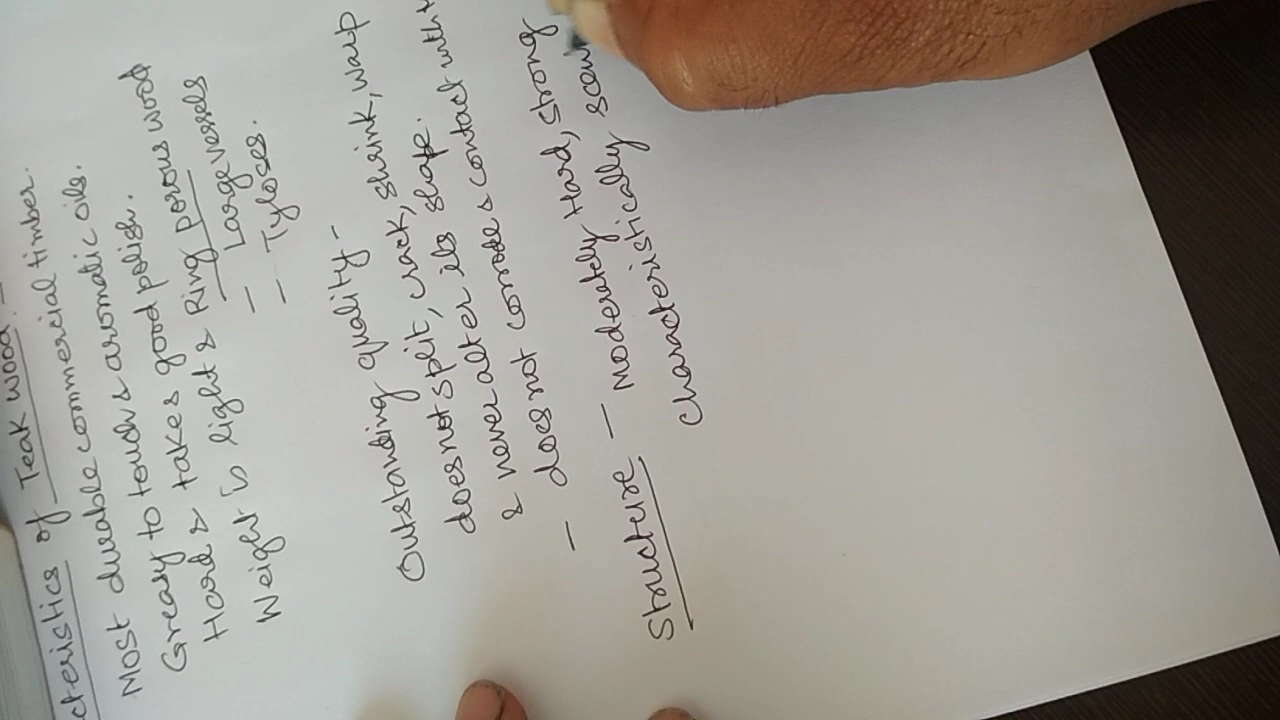 cteristics of Teak wood. -
Most durable commercial timber.
Greasy to touch & aromatic oils.
Hard & takes good polish.
Weight is light & Ring porous wood
- Large vessels
- Tyloses.
Outstanding quality -
does not split, crack, shrink, warp
& never alter its shape.
- does not corrode & contact with
Structure - Moderately Hard, strong
characteristically